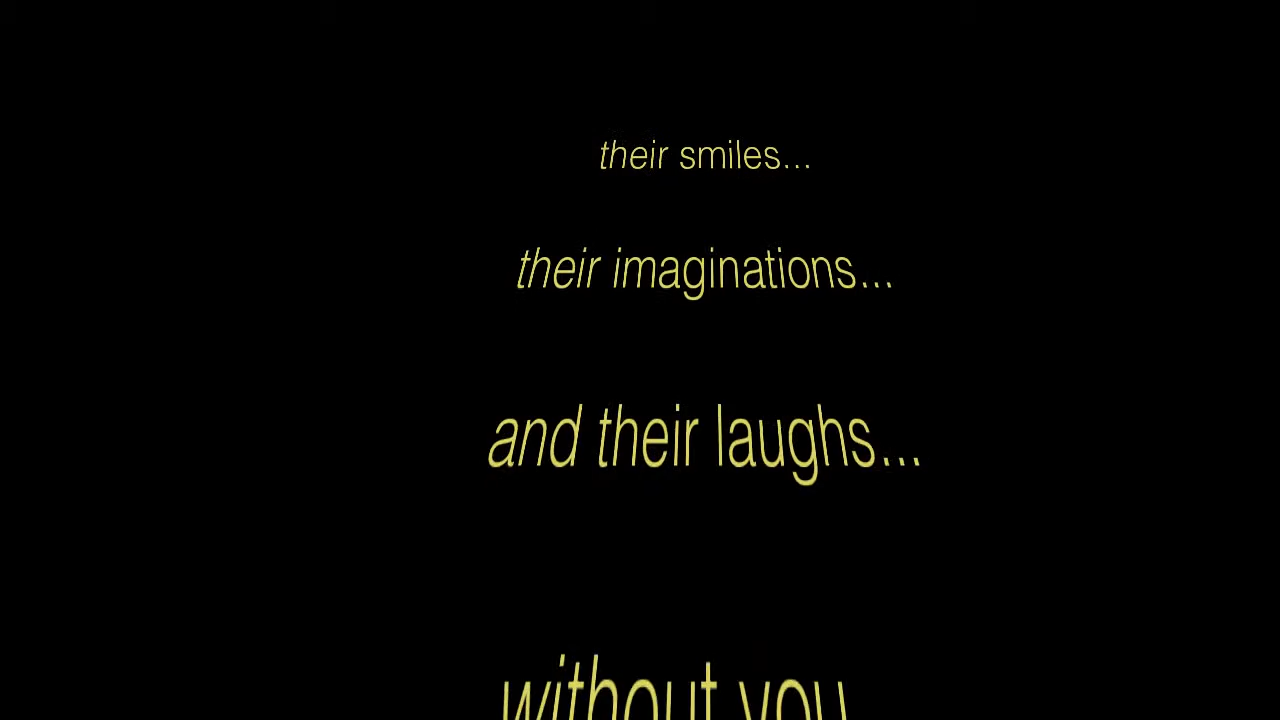 their smiles...
their imaginations...
and their laughs...
without you